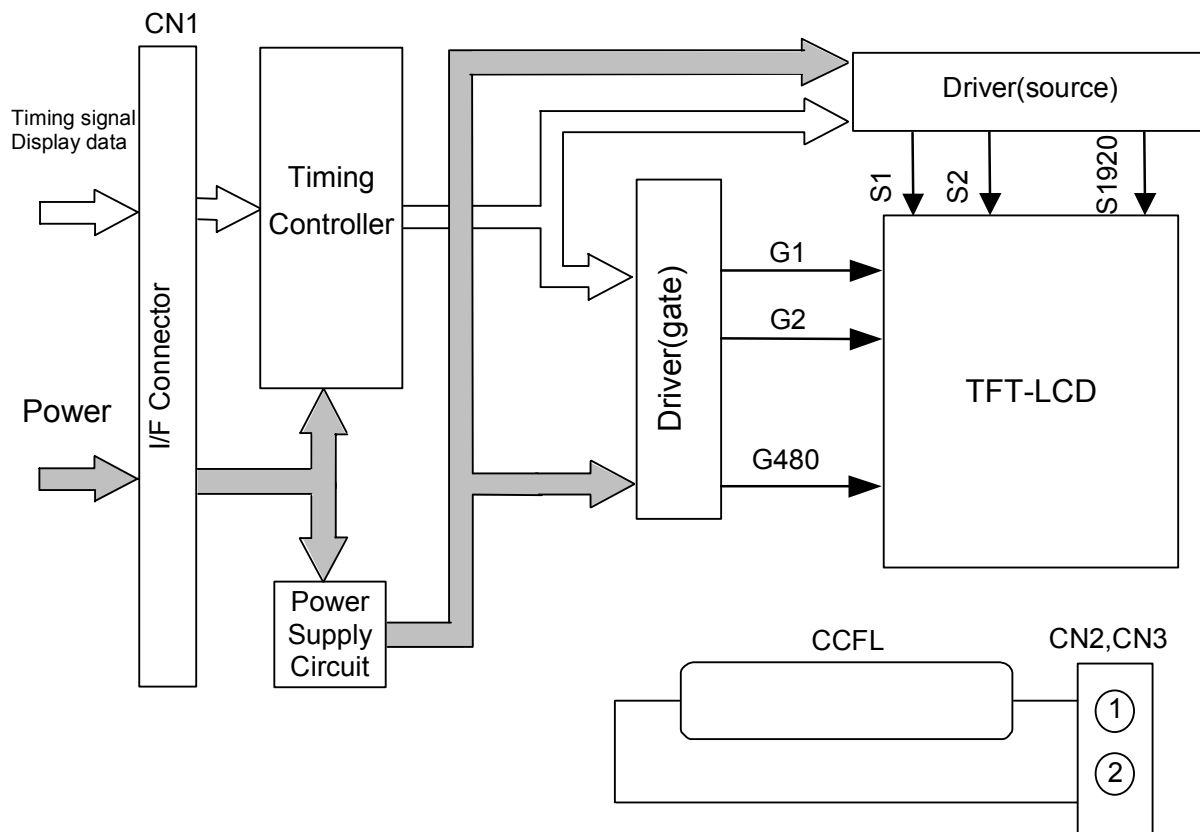 CN1
Timing signal
Display data
Power
I/F Connector
Timing
Controller
Power
Supply
Circuit
Driver(source)
S1
S2
S1920
Driver(gate)
G1
G2
G480
TFT-LCD
CCFL
CN2,CN3
1
2